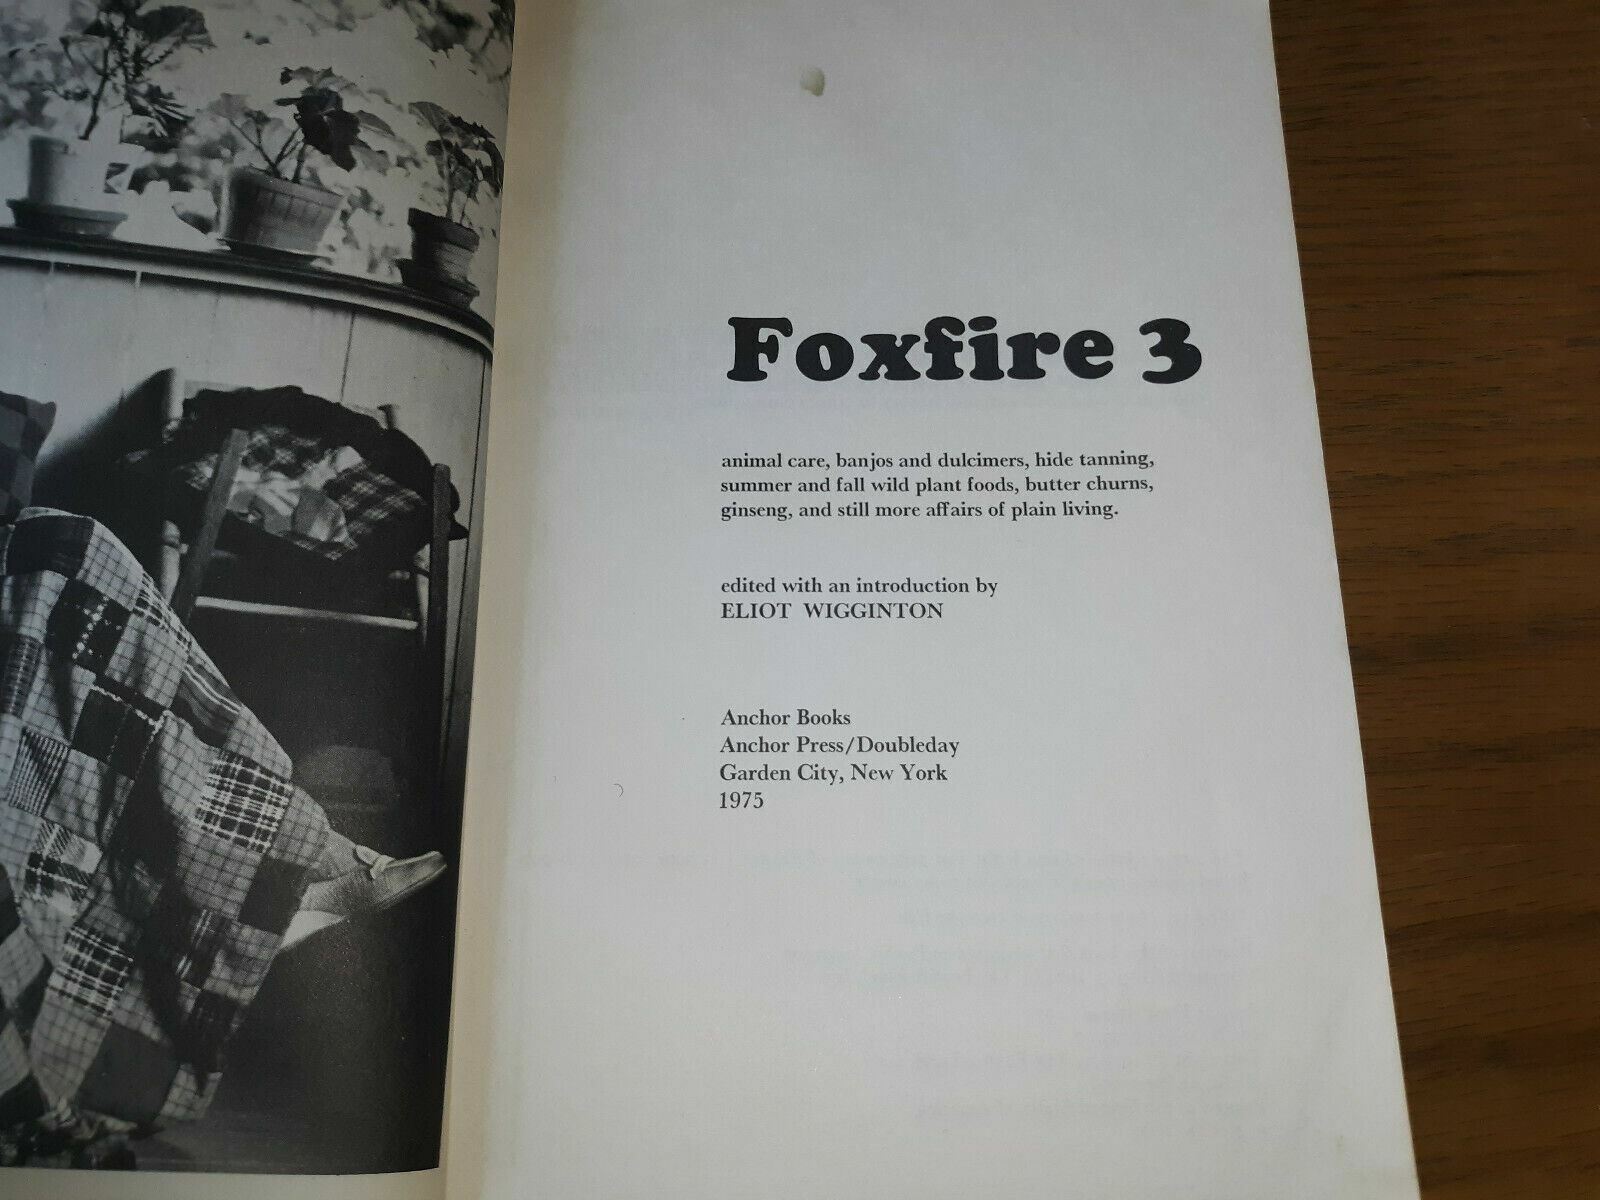 Foxfire 3
animal care, banjos and dulcimers, hide tanning,
summer and fall wild plant foods, butter churns,
ginseng, and still more affairs of plain living.
edited with an introduction by
ELIOT WIGGINTON
Anchor Books
Anchor Press/Doubleday
Garden City, New York
1975